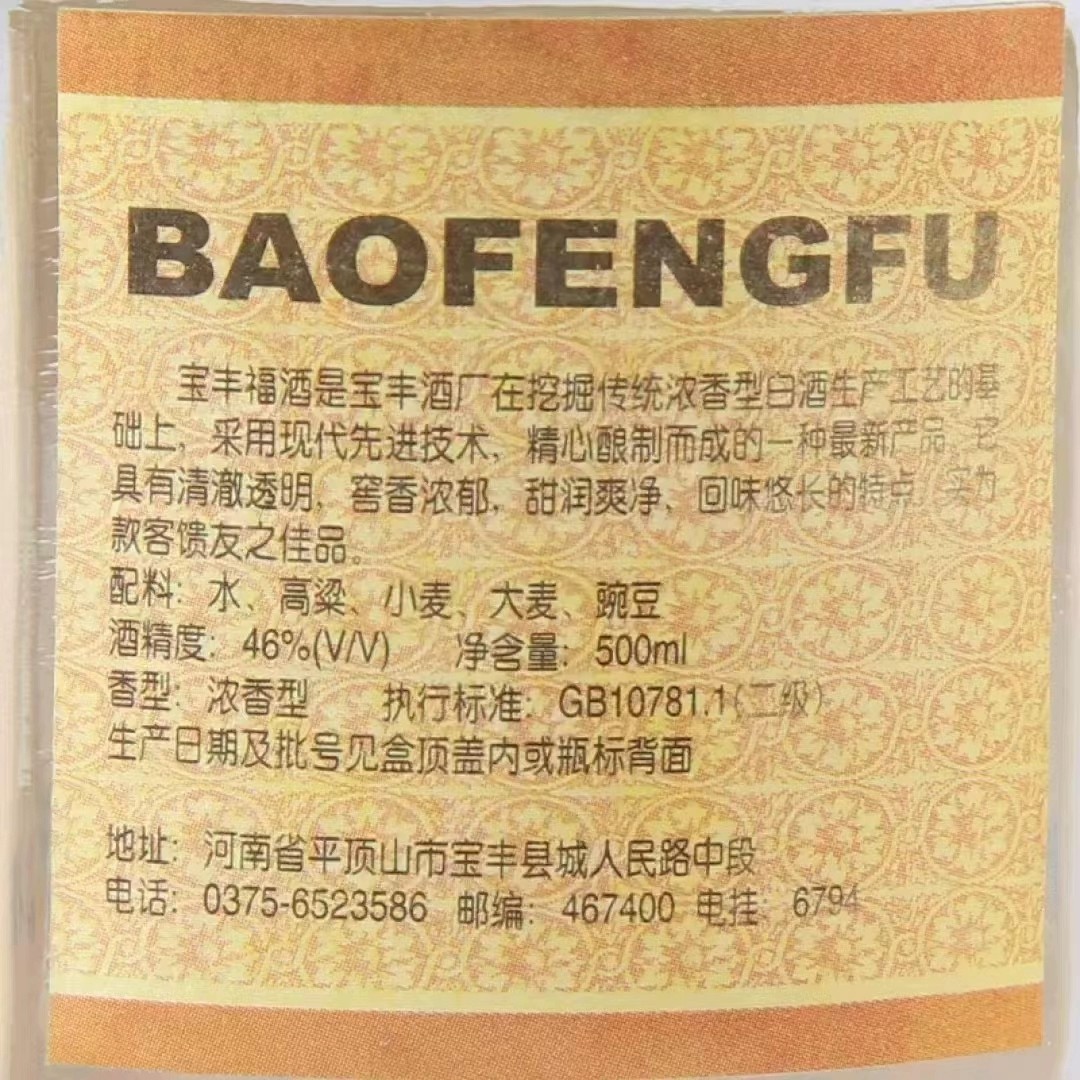 BAOFENGFU
宝丰福酒是宝丰酒厂在挖掘传统浓香型白酒生产工艺的基
础上，采用现代先进技术，精心酿制而成的一种最新产品，它
具有清澈透明，窖香浓郁，甜润爽净、回味悠长的特点，实为
款客馈友之佳品。
配料：水、高粱、小麦、大麦、豌豆
酒精度：46%(V/V) 净含量：500ml
香型：浓香型 执行标准：GB10781.1（二级）
生产日期及批号见盒顶盖内或瓶标背面
地址：河南省平顶山市宝丰县城人民路中段
电话：0375-6523586 邮编：467400 电挂：6794